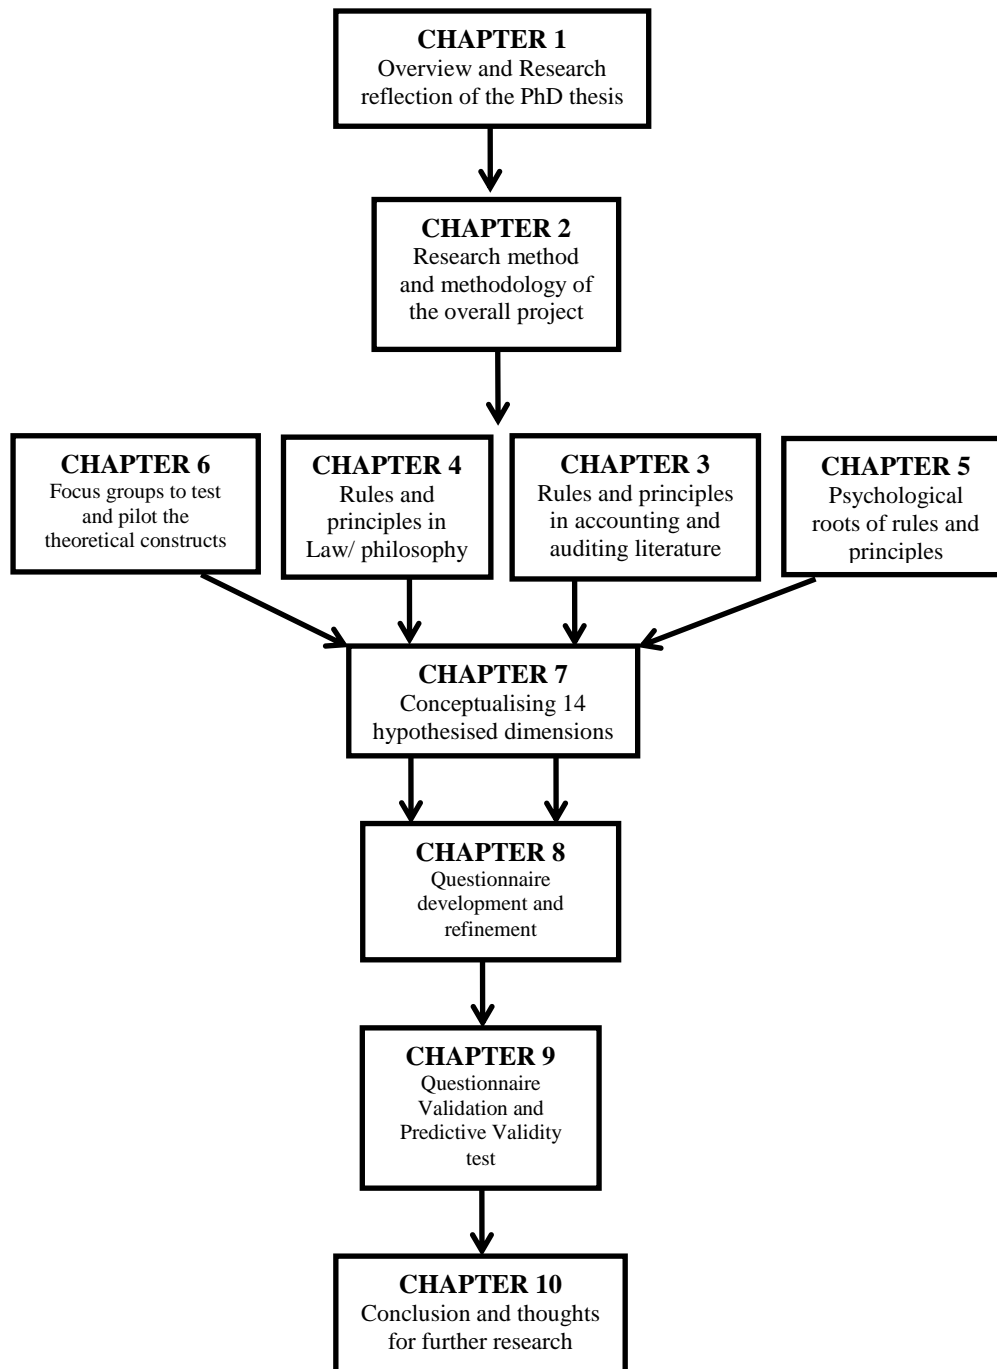 CHAPTER 1
Overview and Research
reflection of the PhD thesis
CHAPTER 2
Research method
and methodology of
the overall project
CHAPTER 6
Focus groups to test
and pilot the
theoretical constructs
CHAPTER 4
Rules and
principles in
Law/ philosophy
CHAPTER 3
Rules and principles
in accounting and
auditing literature
CHAPTER 5
Psychological
roots of rules and
principles
CHAPTER 7
Conceptualising 14
hypothesised dimensions
CHAPTER 8
Questionnaire
development and
refinement
CHAPTER 9
Questionnaire
Validation and
Predictive Validity
test
CHAPTER 10
Conclusion and thoughts
for further research